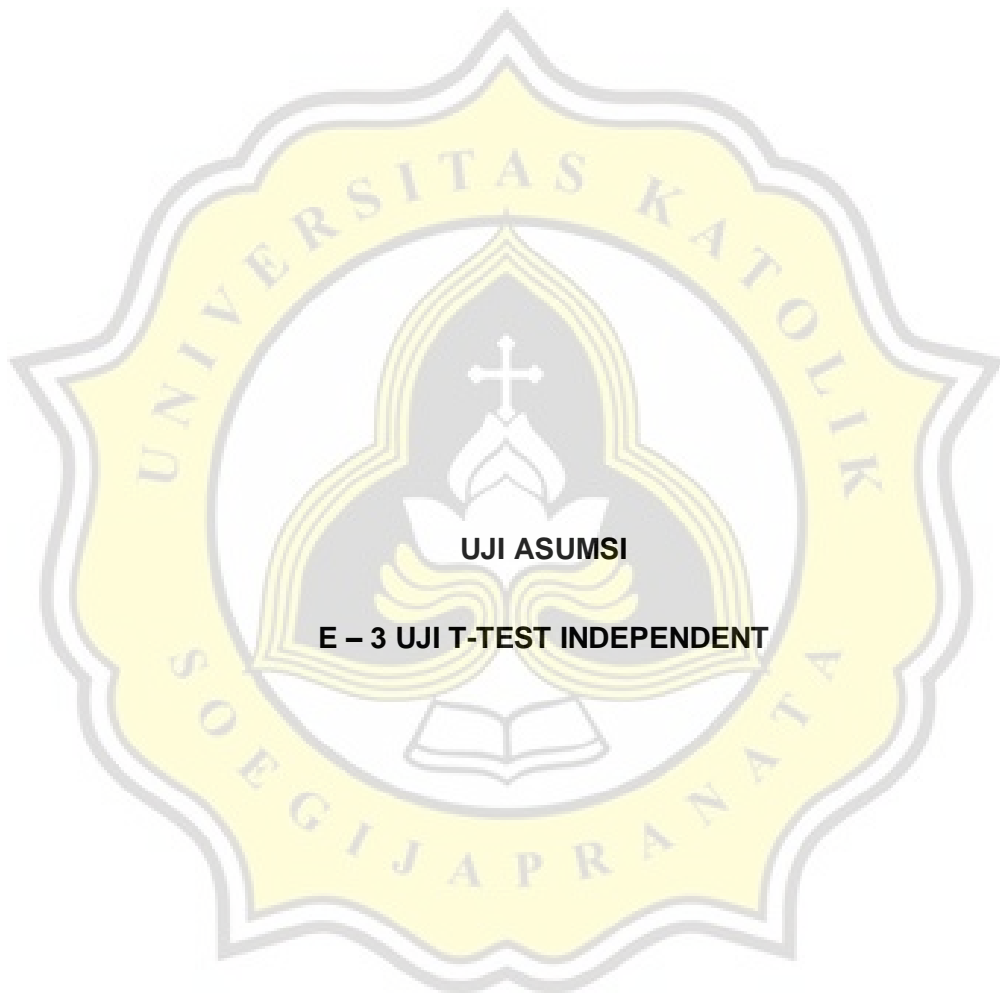 UNIVERSITAS KATOLIK
UJI ASUMSI
E – 3 UJI T-TEST INDEPENDENT
SOEGIJAPRANATA